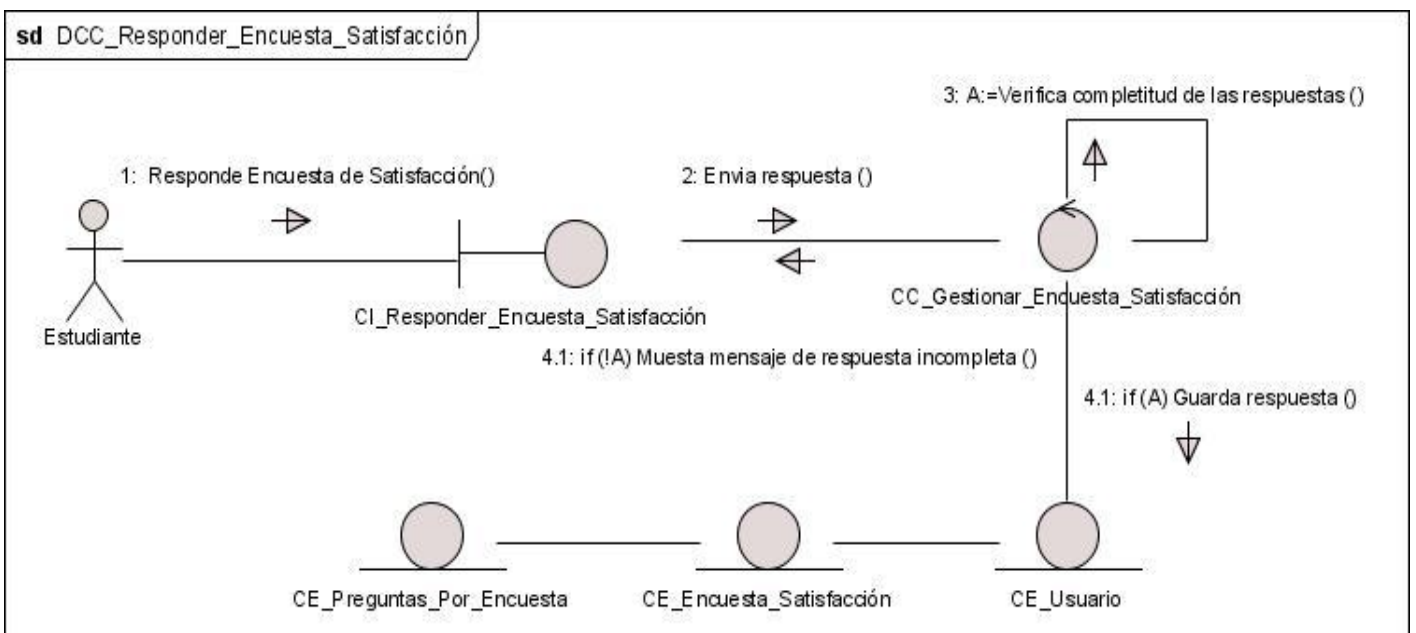 sd DCC_Responder_Encuesta_Satisfacción
3: A:=Verifica completitud de las respuestas ()
1: Responde Encuesta de Satisfacción()
2: Envia respuesta ()
Estudiante
CI_Responder_Encuesta_Satisfacción
CC_Gestionar_Encuesta_Satisfacción
4.1: if (!A) Muesta mensaje de respuesta incompleta ()
4.1: if (A) Guarda respuesta ()
CE_Preguntas_Por_Encuesta
CE_Encuesta_Satisfacción
CE_Usuario